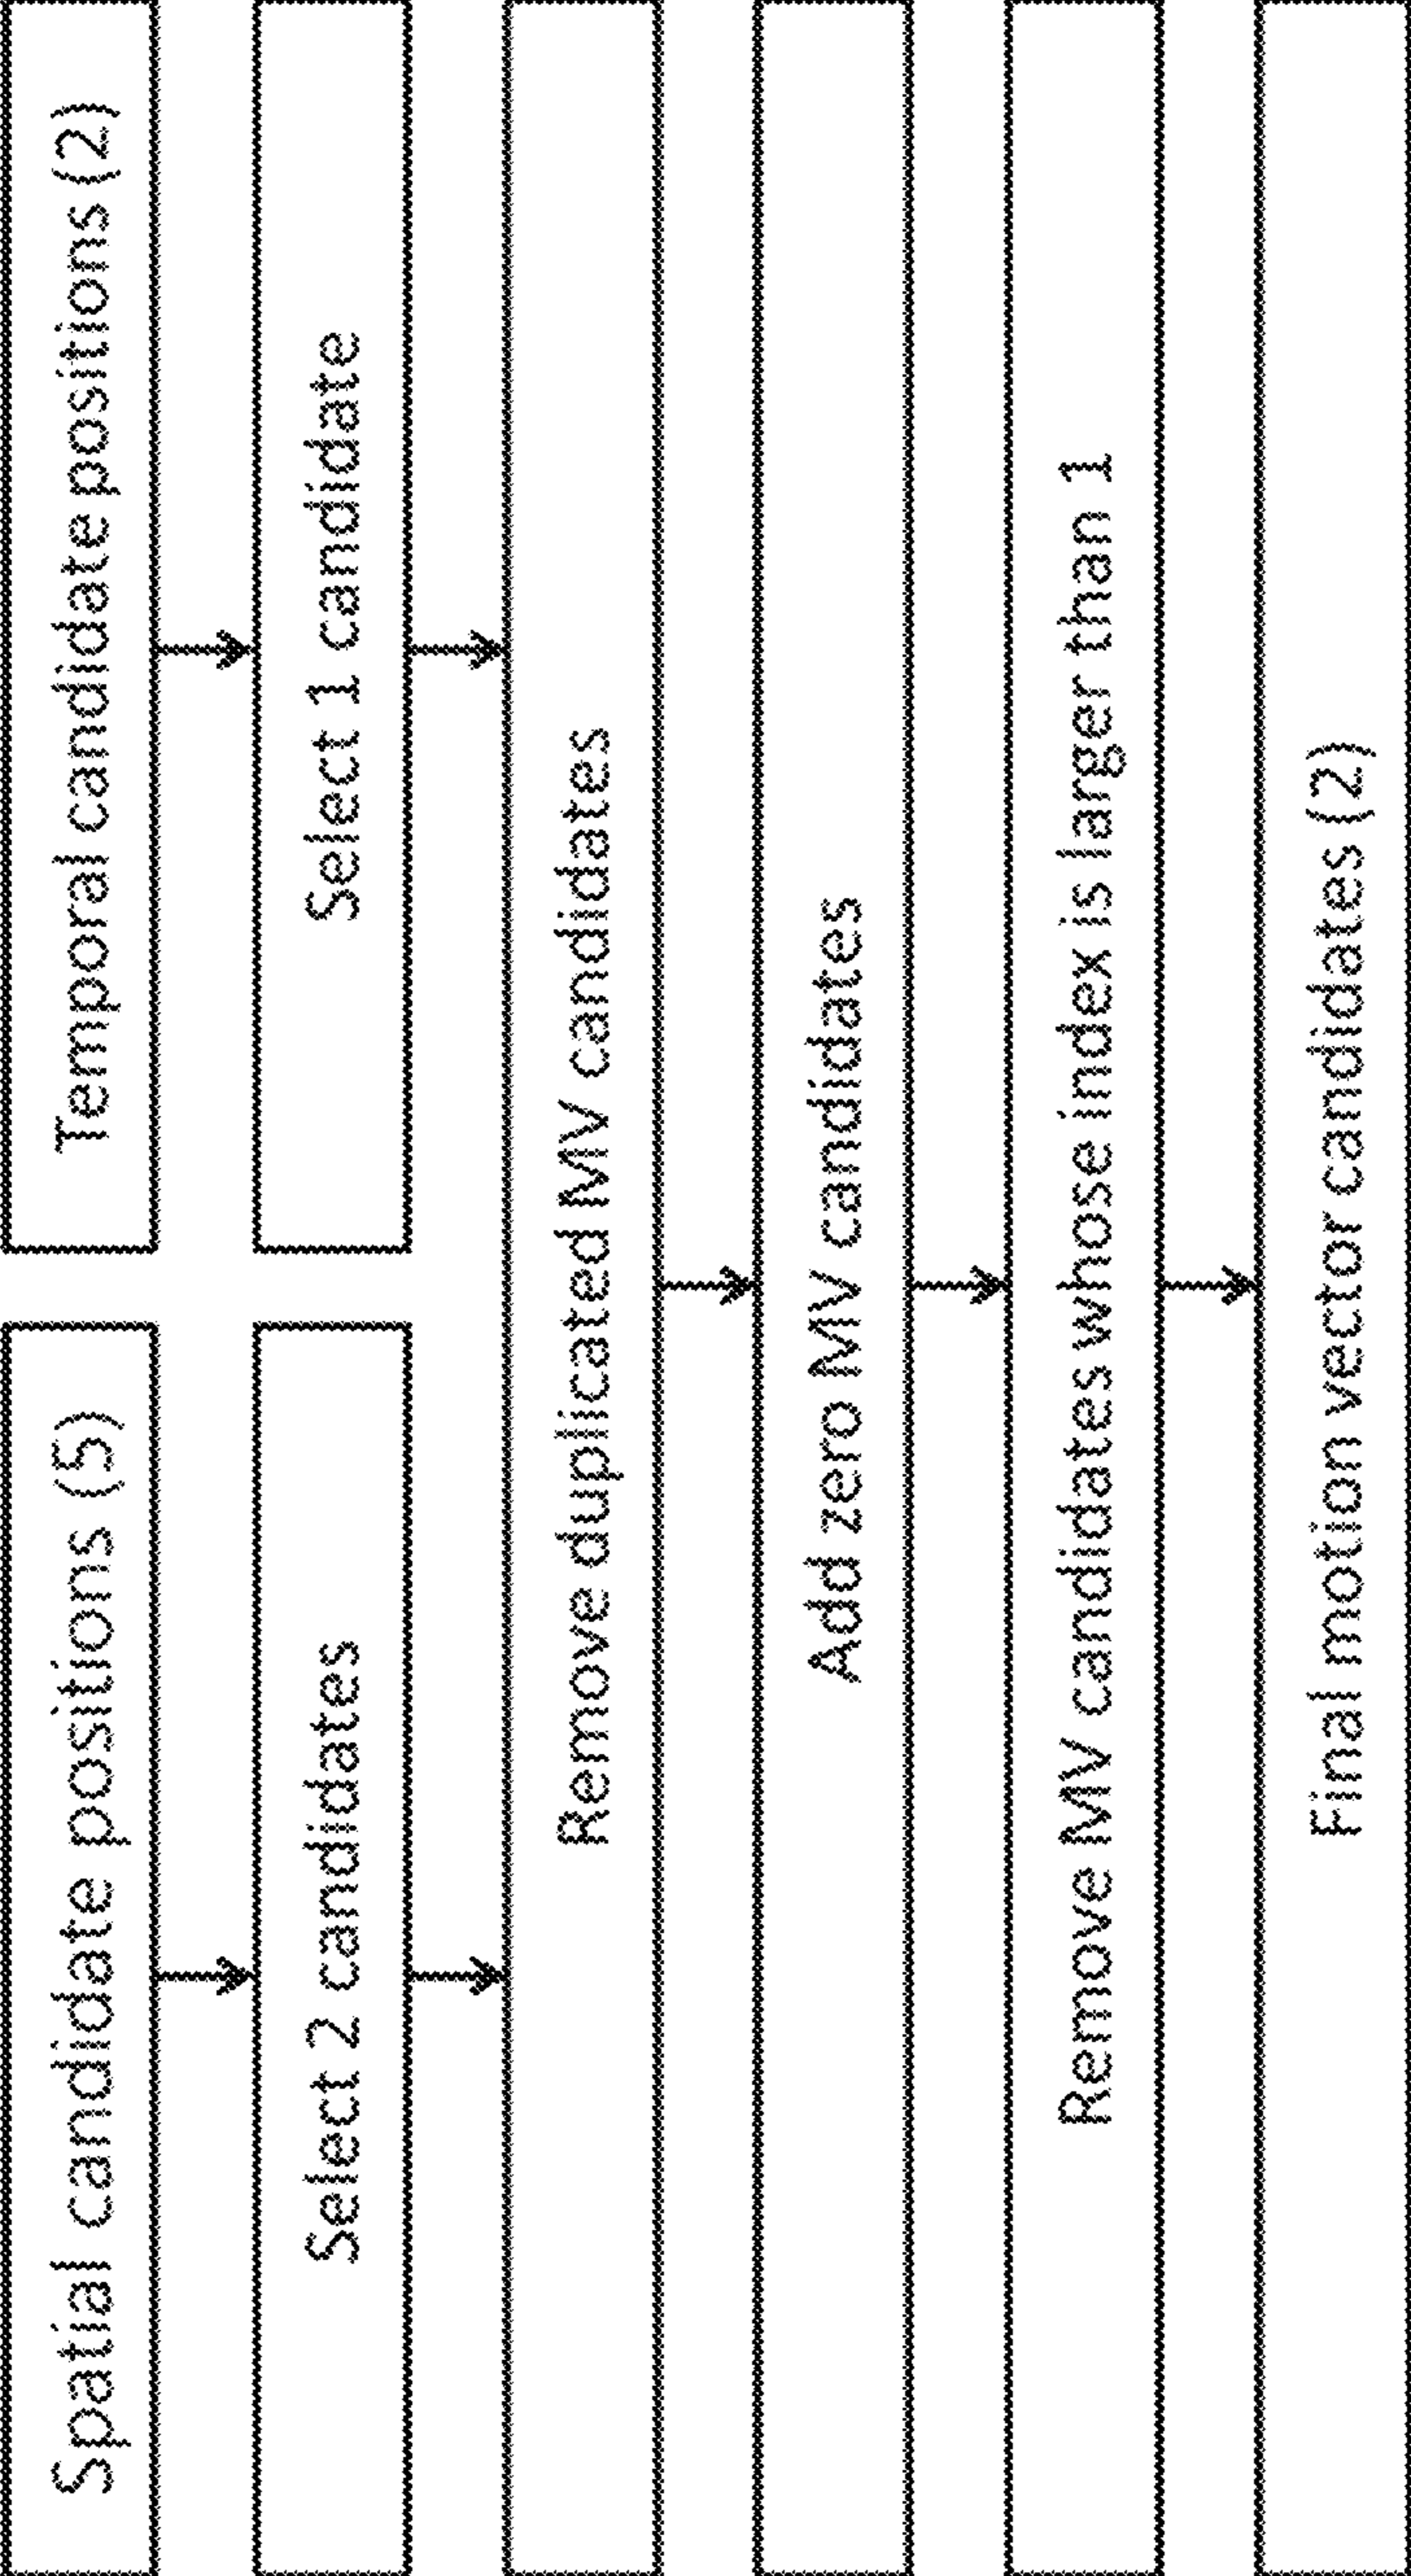 Spatial candidate positions (5)
Temporal candidate positions (2)
Select 2 candidates
Select 1 candidate
Remove duplicated MV candidates
Add zero MV candidates
Remove MV candidates whose index is larger than 1
Final motion vector candidates (2)